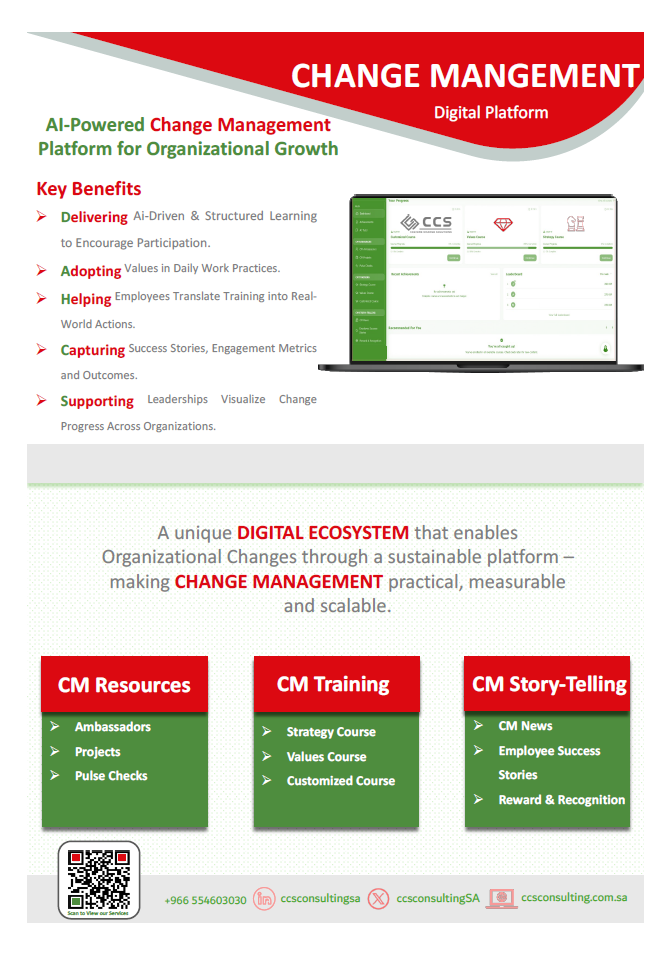 CHANGE MANGEMENT
Digital Platform
AI-Powered Change Management
Platform for Organizational Growth
Key Benefits
Delivering Ai-Driven & Structured Learning
to Encourage Participation.
Adopting Values in Daily Work Practices.
Helping Employees Translate Training into Real-
World Actions.
Capturing Success Stories, Engagement Metrics
and Outcomes.
Supporting Leaderships Visualize Change
Progress Across Organizations.
CCS
A unique DIGITAL ECOSYSTEM that enables
Organizational Changes through a sustainable platform –
making CHANGE MANAGEMENT practical, measurable
and scalable.
CM Resources
Ambassadors
Projects
Pulse Checks
CM Training
Strategy Course
Values Course
Customized Course
CM Story-Telling
CM News
Employee Success
Stories
Reward & Recognition
Scan to View our Services
+966 554603030 ccsconsultingsa ccsconsultingSA ccsconsulting.com.sa